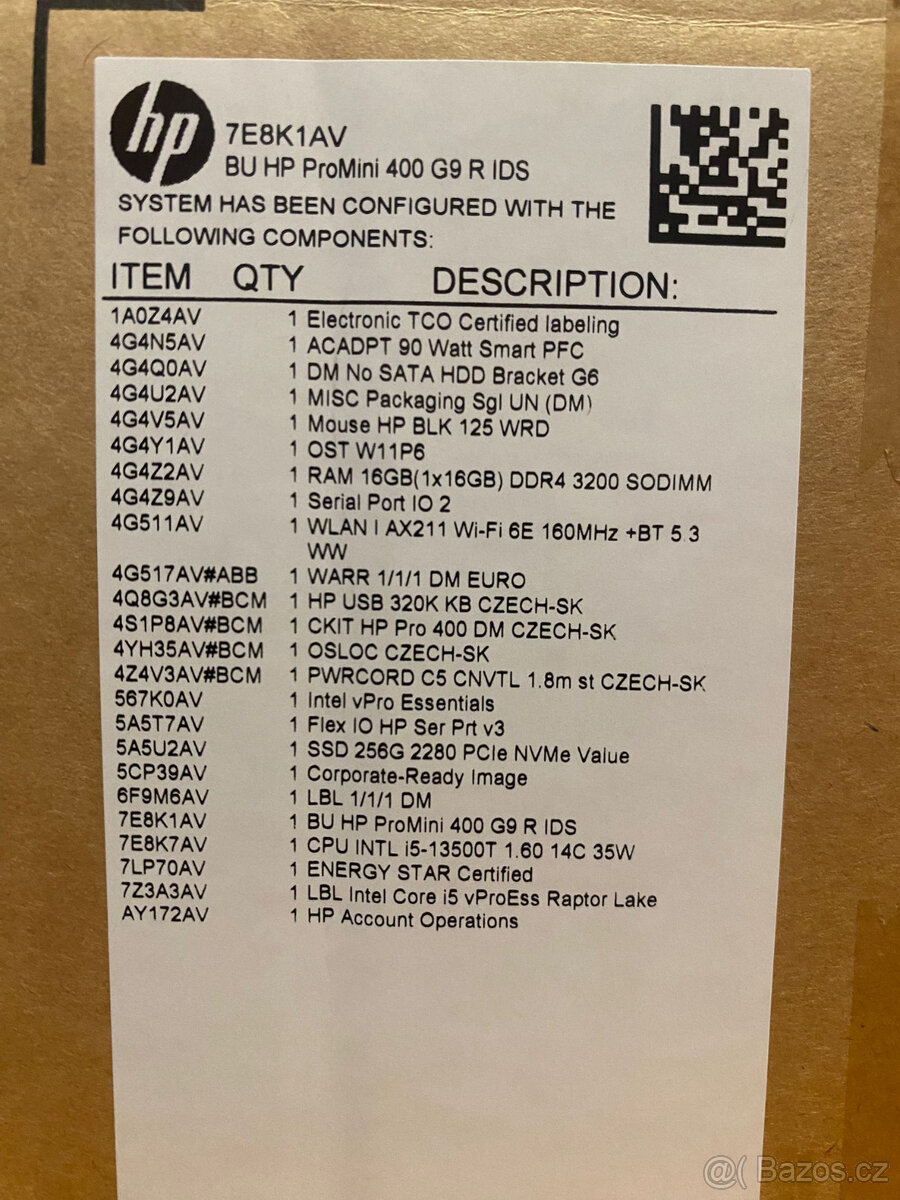 hp
7E8K1AV
BU HP ProMini 400 G9 R IDS
SYSTEM HAS BEEN CONFIGURED WITH THE
FOLLOWING COMPONENTS:
ITEM QTY DESCRIPTION:
1A0Z4AV 1 Electronic TCO Certified labeling
4G4N5AV 1 ACADPT 90 Watt Smart PFC
4G4Q0AV 1 DM No SATA HDD Bracket G6
4G4U2AV 1 MISC Packaging Sgl UN (DM)
4G4V5AV 1 Mouse HP BLK 125 WRD
4G4Y1AV 1 OST W11P6
4G4Z2AV 1 RAM 16GB(1x16GB) DDR4 3200 SODIMM
4G4Z9AV 1 Serial Port IO 2
4G511AV 1 WLAN I AX211 Wi-Fi 6E 160MHz +BT 5.3
WW
4G517AV#ABB 1 WARR 1/1/1 DM EURO
4Q8G3AV#BCM 1 HP USB 320K KB CZECH-SK
4S1P8AV#BCM 1 CKIT HP Pro 400 DM CZECH-SK
4YH35AV#BCM 1 OSLOC CZECH-SK
4Z4V3AV#BCM 1 PWRCORD C5 CNVTL 1.8m st CZECH-SK
567K0AV 1 Intel vPro Essentials
5A5T7AV 1 Flex IO HP Ser Prt v3
5A5U2AV 1 SSD 256G 2280 PCIe NVMe Value
5CP39AV 1 Corporate-Ready Image
6F9M6AV 1 LBL 1/1/1 DM
7E8K1AV 1 BU HP ProMini 400 G9 R IDS
7E8K7AV 1 CPU INTL i5-13500T 1.60 14C 35W
7LP70AV 1 ENERGY STAR Certified
7Z3A3AV 1 LBL Intel Core i5 vProEss Raptor Lake
AY172AV 1 HP Account Operations
@( Bazos.cz